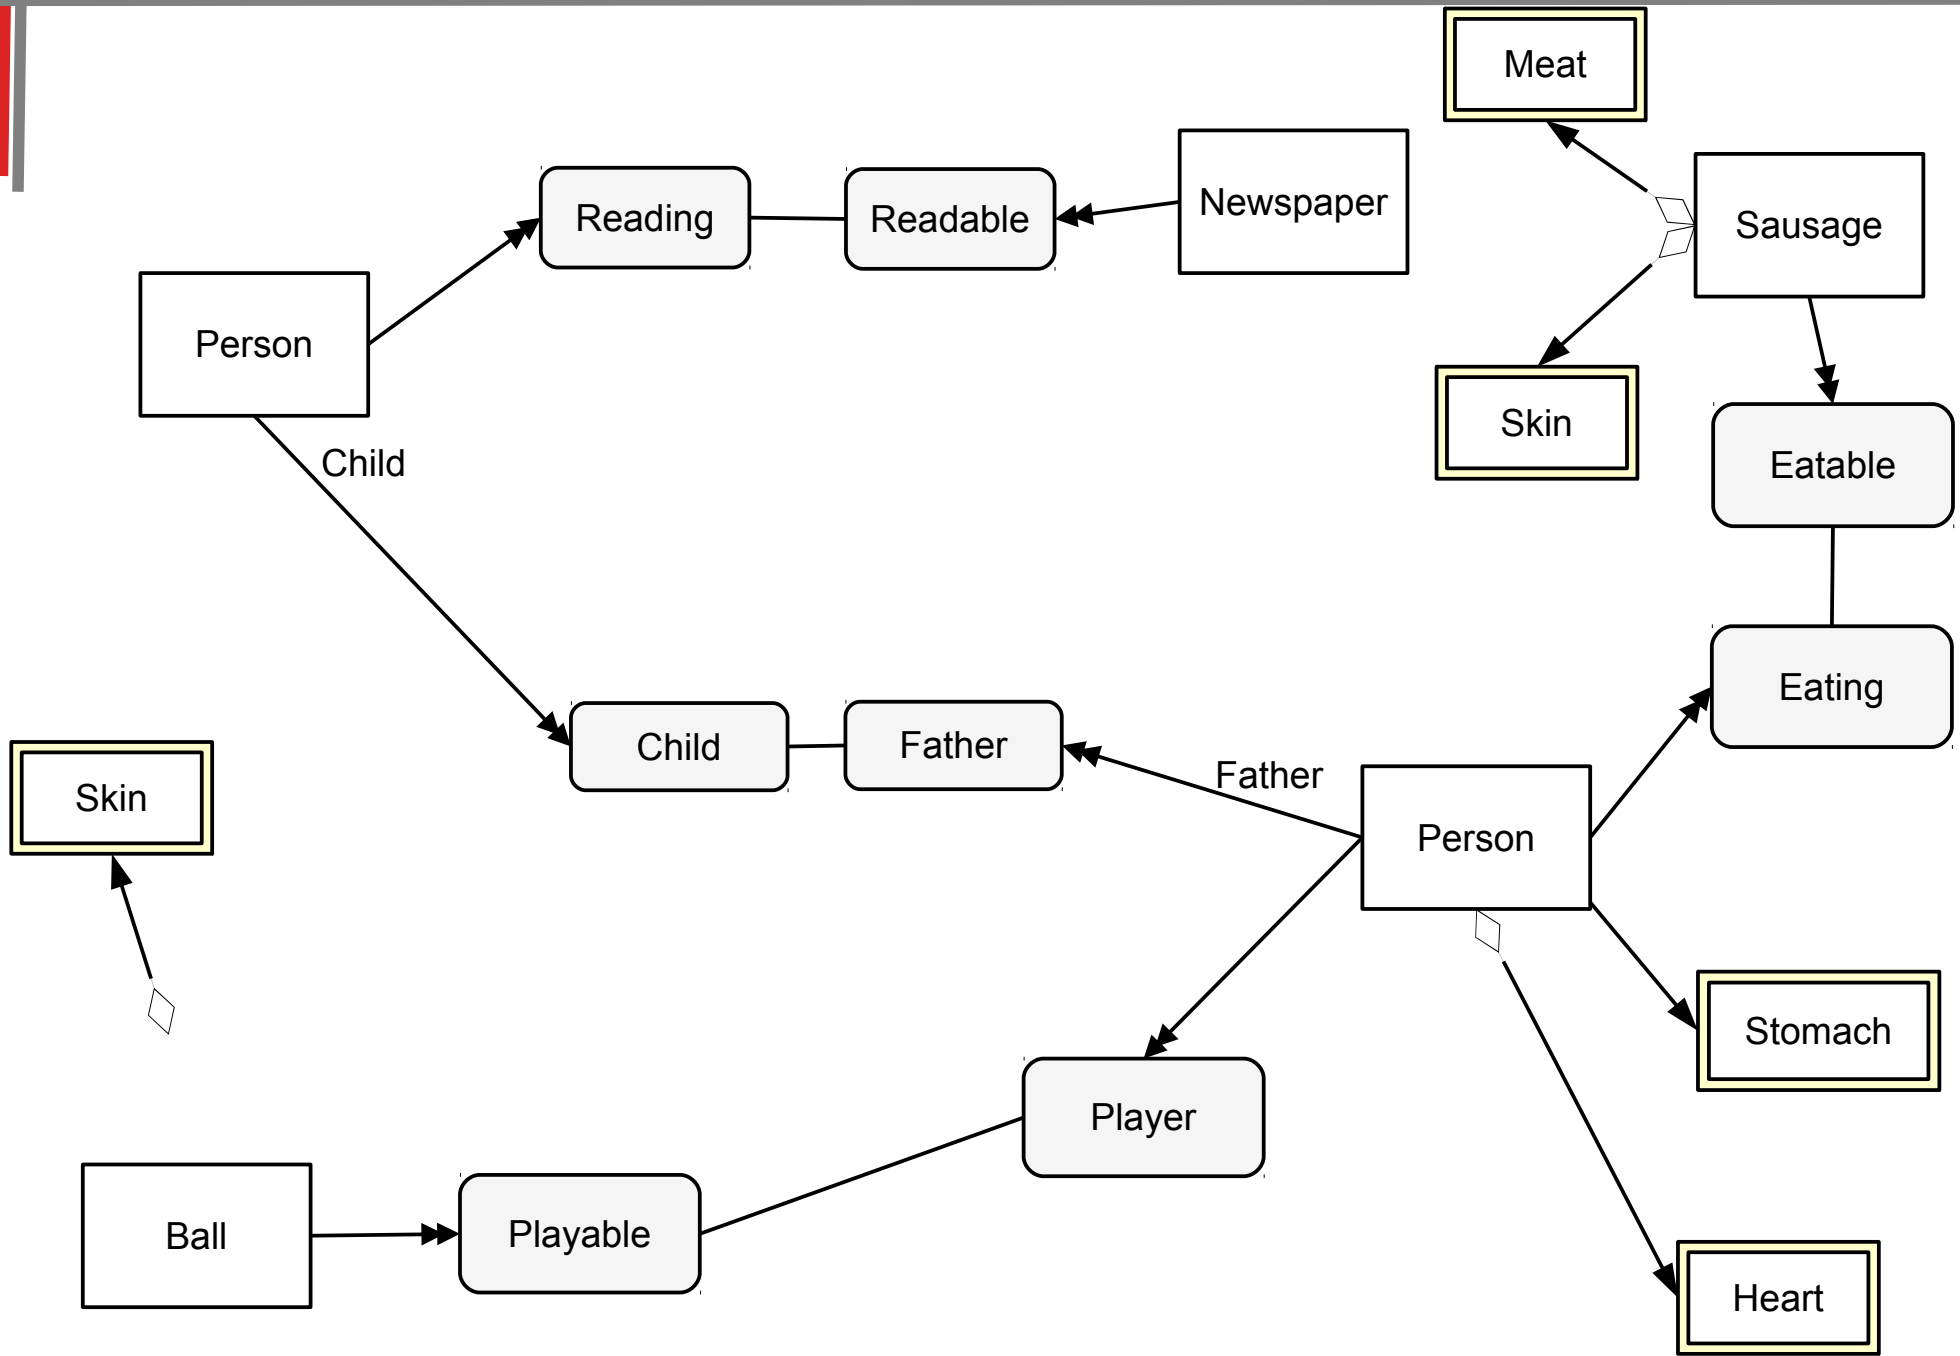 Meat
Newspaper
Reading
Readable
Sausage
Person
Skin
Child
Eatable
Eating
Child
Father
Father
Skin
Person
Stomach
Player
Ball
Playable
Heart